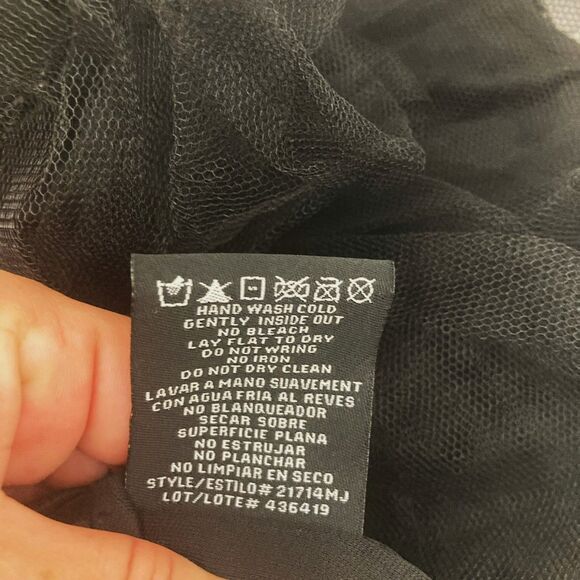 HAND WASH COLD
GENTLY INSIDE OUT
NO BLEACH
LAY FLAT TO DRY
DO NOT WRING
NO IRON
DO NOT DRY CLEAN
LAVAR A MANO SUAVEMENT
CON AGUA FRIA AL REVES
NO BLANQUEADOR
SECAR SOBRE
SUPERFICIE PLANA
NO ESTRUJAR
NO PLANCHAR
NO LIMPIAR EN SECO
STYLE/ESTILO# 21714MJ
LOT/LOTE# 436419